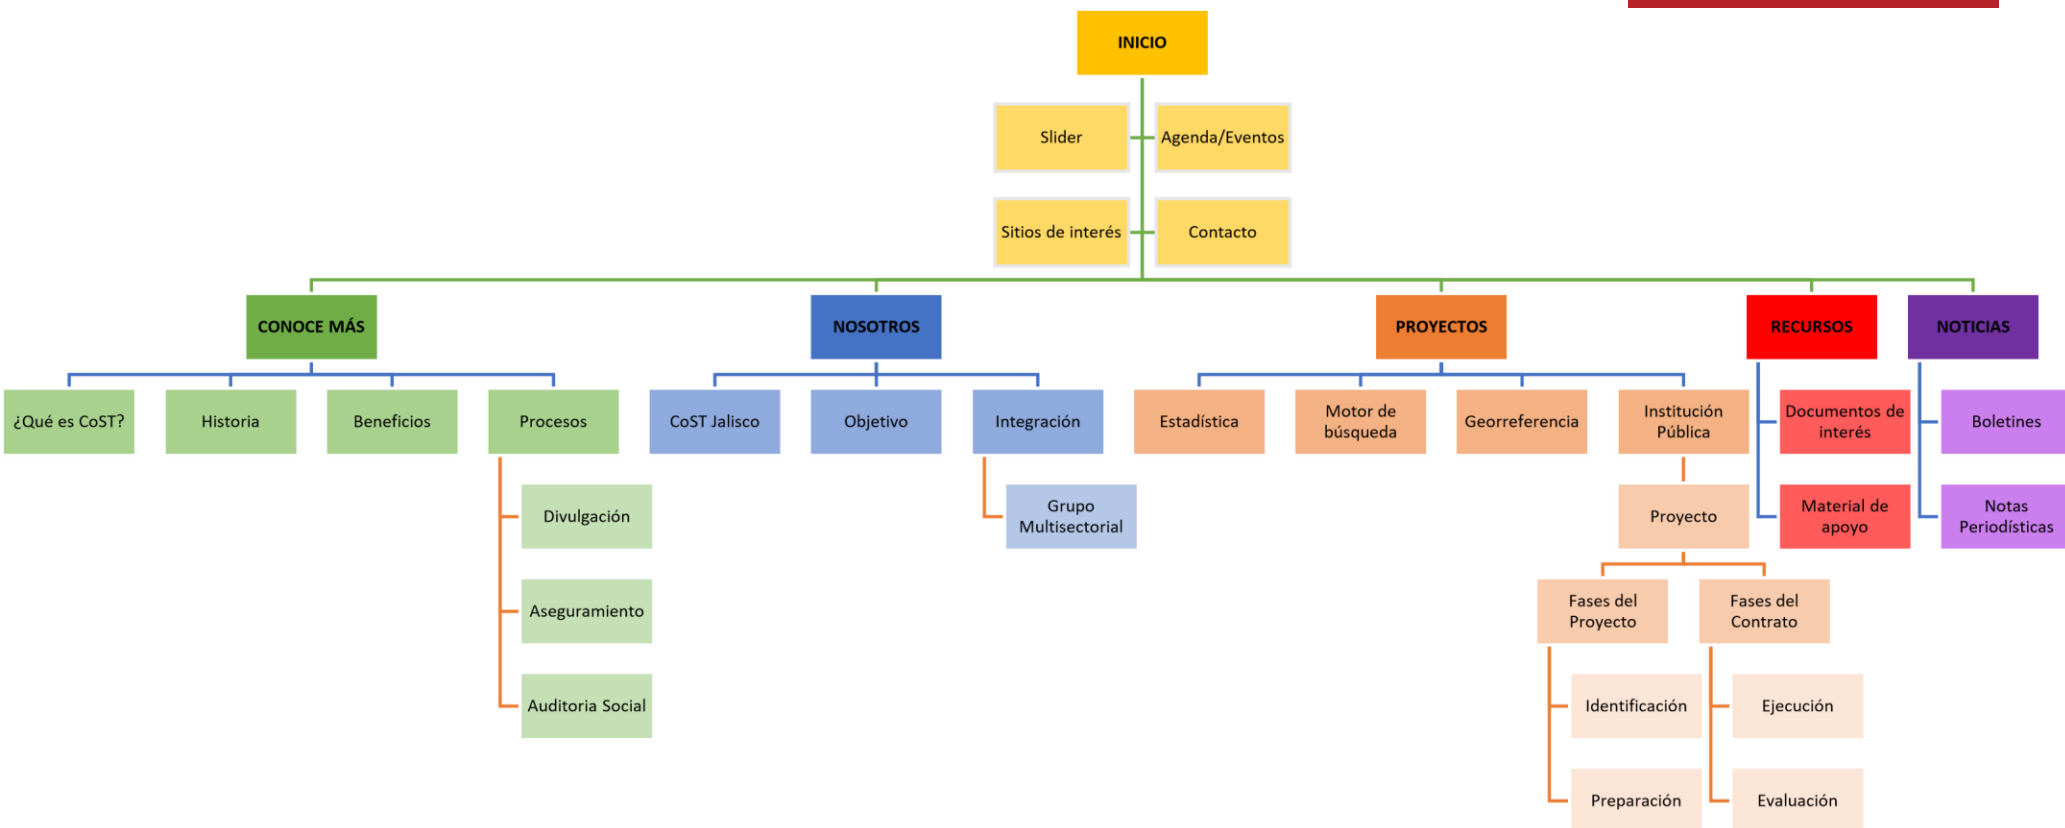 INICIO
Slider
Agenda/Eventos
Sitios de interés
Contacto
CONOCE MÁS
NOSOTROS
PROYECTOS
RECURSOS
NOTICIAS
¿Qué es CoST?
Historia
Beneficios
Procesos
CoST Jalisco
Objetivo
Integración
Estadística
Motor de
búsqueda
Georreferencia
Institución
Pública
Documentos de
interés
Boletines
Divulgación
Grupo
Multisectorial
Proyecto
Material de
apoyo
Notas
Periodísticas
Aseguramiento
Fases del
Proyecto
Fases del
Contrato
Auditoria Social
Identificación
Ejecución
Preparación
Evaluación